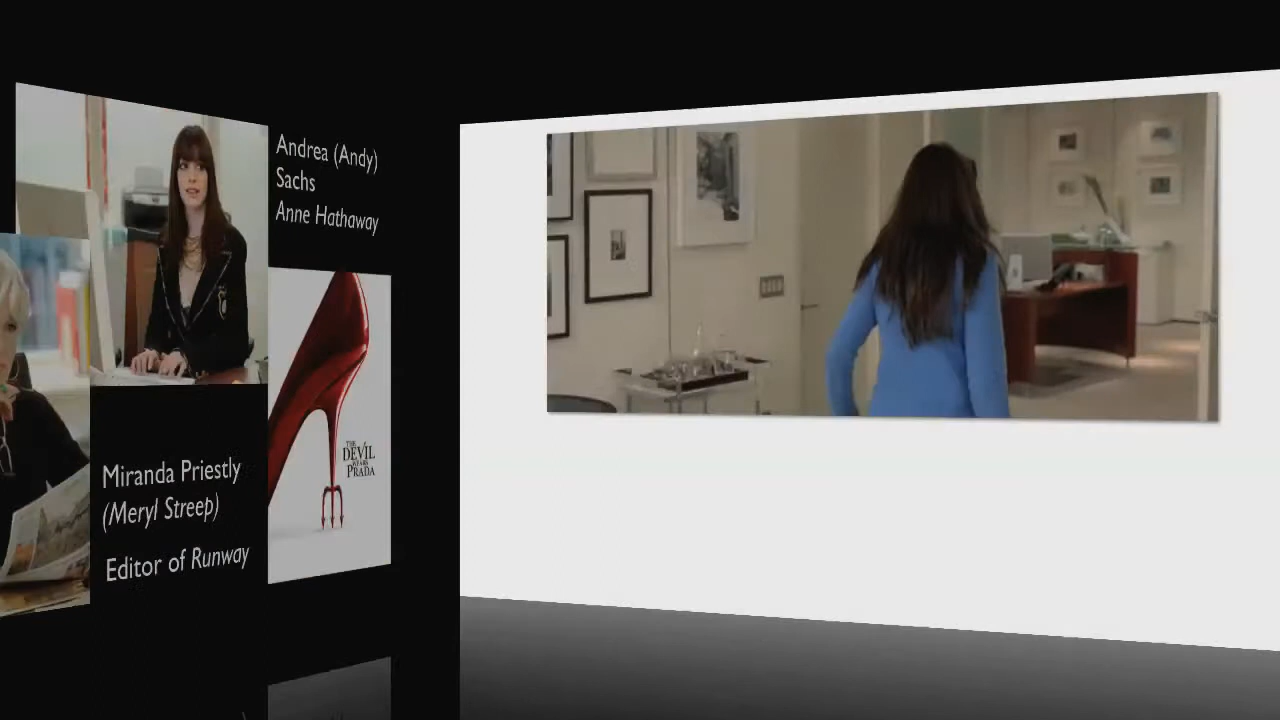 Andrea (Andy)
Sachs
Anne Hathaway
THE
DEVIL
WEARS
PRADA
Miranda Priestly
(Meryl Streep)
Editor of Runway